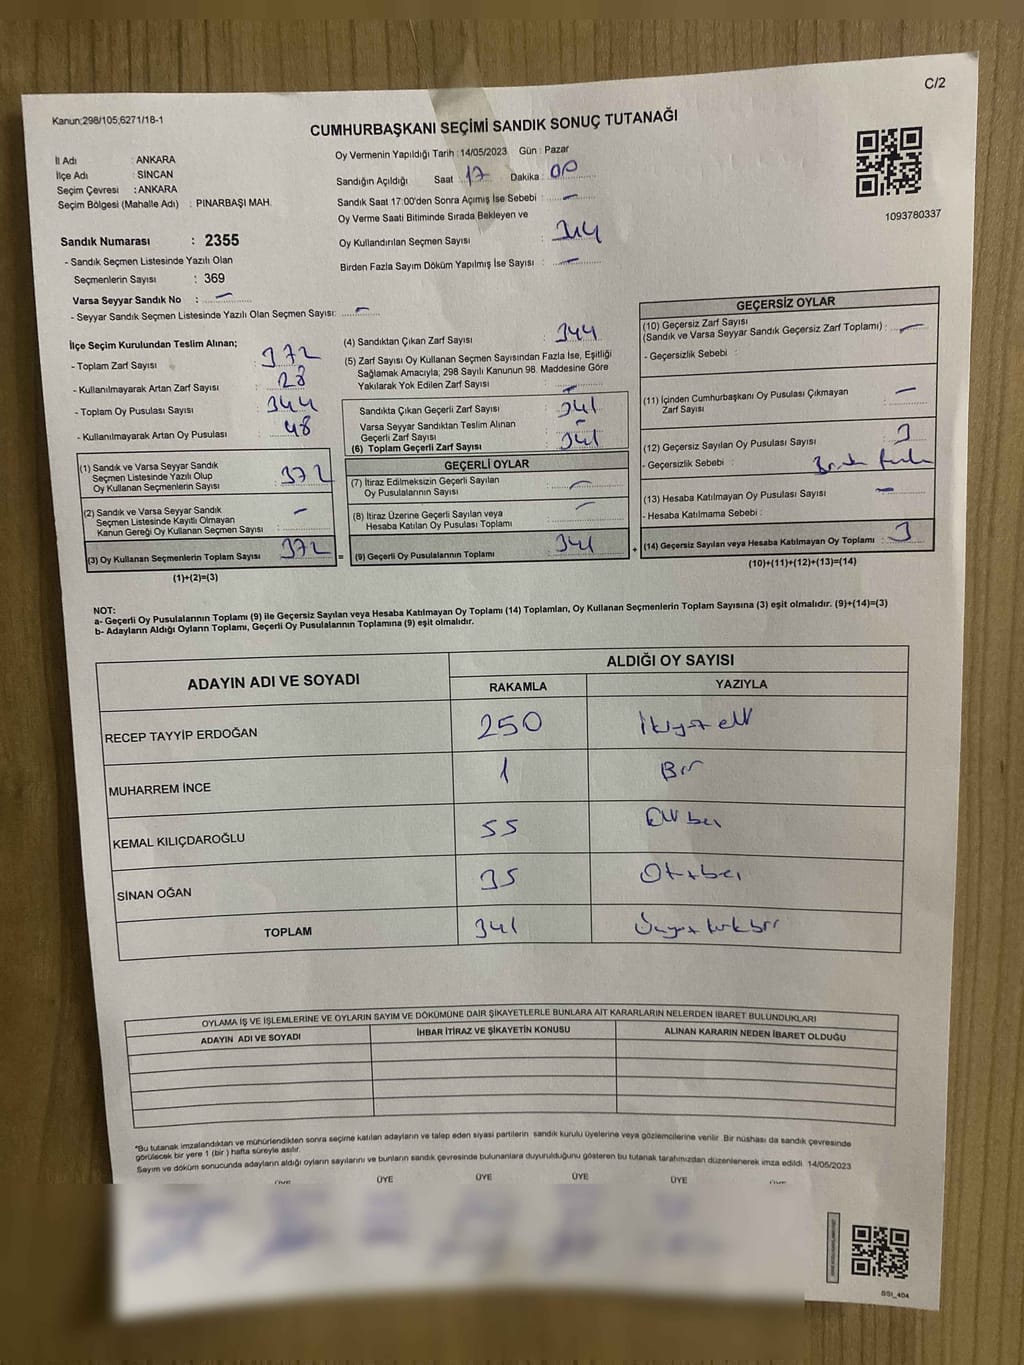 C/2
Kanun;298/105;6271/18-1
CUMHURBAŞKANI SEÇİMİ SANDIK SONUÇ TUTANAĞI
İl Adı : ANKARA
İlçe Adı : SİNCAN
Seçim Çevresi : ANKARA
Seçim Bölgesi (Mahalle Adı) : PINARBAŞI MAH.
Sandık Numarası : 2355
- Sandık Seçmen Listesinde Yazılı Olan
Seçmenlerin Sayısı : 369
Varsa Seyyar Sandık No : –
- Seyyar Sandık Seçmen Listesinde Yazılı Olan Seçmen Sayısı: –
Oy Vermenin Yapıldığı Tarih : 14/05/2023 Gün : Pazar
Sandığın Açıldığı Saat : 17 Dakika : 00
Sandık Saat 17:00'den Sonra Açımış İse Sebebi : –
Oy Verme Saati Bitiminde Sırada Bekleyen ve
Oy Kullandırılan Seçmen Sayısı : 344
Birden Fazla Sayım Döküm Yapılmış İse Sayısı : –
1093780337
İlçe Seçim Kurulundan Teslim Alınan;
- Toplam Zarf Sayısı : 372
- Kullanılmayarak Artan Zarf Sayısı : 28
- Toplam Oy Pusulası Sayısı : 344
- Kullanılmayarak Artan Oy Pusulası : 48
(1) Sandık ve Varsa Seyyar Sandık
Seçmen Listesinde Yazılı Olup
Oy Kullanan Seçmenlerin Sayısı : 372
(2) Sandık ve Varsa Seyyar Sandık
Seçmen Listesinde Kayıtlı Olmayan
Kanun Gereği Oy Kullanan Seçmen Sayısı : –
(3) Oy Kullanan Seçmenlerin Toplam Sayısı : 372 =
(1)+(2)=(3)
(4) Sandıktan Çıkan Zarf Sayısı : 344
(5) Zarf Sayısı Oy Kullanan Seçmen Sayısından Fazla İse, Eşitliği
Sağlamak Amacıyla, 298 Sayılı Kanunun 98. Maddesine Göre
Yakılarak Yok Edilen Zarf Sayısı : –
Sandıkta Çıkan Geçerli Zarf Sayısı : 341
Varsa Seyyar Sandıktan Teslim Alınan
Geçerli Zarf Sayısı : –
(6) Toplam Geçerli Zarf Sayısı : 341
GEÇERLİ OYLAR
(7) İtiraz Edilmeksizin Geçerli Sayılan
Oy Pusulalarının Sayısı : –
(8) İtiraz Üzerine Geçerli Sayılan veya
Hesaba Katılan Oy Pusulası Toplamı : –
(9) Geçerli Oy Pusulalarının Toplamı : 341 +
GEÇERSİZ OYLAR
(10) Geçersiz Zarf Sayısı
(Sandık ve Varsa Seyyar Sandık Geçersiz Zarf Toplamı) : –
- Geçersizlik Sebebi :
(11) İçinden Cumhurbaşkanı Oy Pusulası Çıkmayan
Zarf Sayısı : –
(12) Geçersiz Sayılan Oy Pusulası Sayısı : 3
- Geçersizlik Sebebi :
(13) Hesaba Katılmayan Oy Pusulası Sayısı : –
- Hesaba Katılmama Sebebi :
(14) Geçersiz Sayılan veya Hesaba Katılmayan Oy Toplamı : 3
(10)+(11)+(12)+(13)=(14)
NOT:
a- Geçerli Oy Pusulalarının Toplamı (9) ile Geçersiz Sayılan veya Hesaba Katılmayan Oy Toplamı (14) Toplamları, Oy Kullanan Seçmenlerin Toplam Sayısına (3) eşit olmalıdır. (9)+(14)=(3)
b- Adayların Aldığı Oyların Toplamı, Geçerli Oy Pusulalarının Toplamına (9) eşit olmalıdır.
ADAYIN ADI VE SOYADI
ALDIĞI OY SAYISI
RAKAMLA YAZIYLA
RECEP TAYYİP ERDOĞAN 250 İkiyüz elli
MUHARREM İNCE 1 Bir
KEMAL KILIÇDAROĞLU 55 Elli beş
SİNAN OĞAN 35 Otuz beş
TOPLAM 341 Üçyüz kırk bir
OYLAMA İŞ VE İŞLEMLERİNE VE OYLARIN SAYIM VE DÖKÜMÜNE DAİR ŞİKAYETLERLE BUNLARA AİT KARARLARIN NELERDEN İBARET BULUNDUKLARI
ADAYIN ADI VE SOYADI İHBAR İTİRAZ VE ŞİKAYETİN KONUSU ALINAN KARARIN NEDEN İBARET OLDUĞU
*Bu tutanak imzalandıktan ve mühürlendikten sonra seçime katılan adayların ve talep eden siyasi partilerin sandık kurulu üyelerine veya gözlemcilerine verilir. Bir nüshası da sandık çevresinde
görülecek bir yere 1 (bir) hafta süreyle asılır.
Sayım ve döküm sonucunda adayların aldığı oyların sayılarını ve bunların sandık çevresinde bulunanlara duyurulduğunu gösteren bu tutanak tarafımızdan düzenlenerek imza edildi. 14/05/2023
ÜYE ÜYE ÜYE ÜYE ÜYE ÜYE
SSI_404